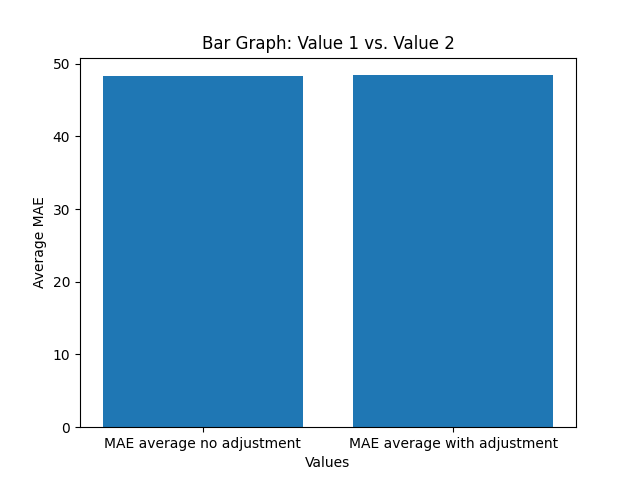 Bar Graph: Value 1 vs. Value 2
50
40
30
20
10
0
Average MAE
MAE average no adjustment
MAE average with adjustment
Values